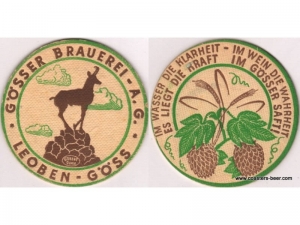 GÖSSER BRAUEREI-A.G.
LEOBEN-GÖSS
IM WASSER DIE KLARHEIT - IM WEIN DIE WAHRHEIT
ES LIEGT DIE KRAFT IM GÖSSER SAFT!
www.coasters-beer.com